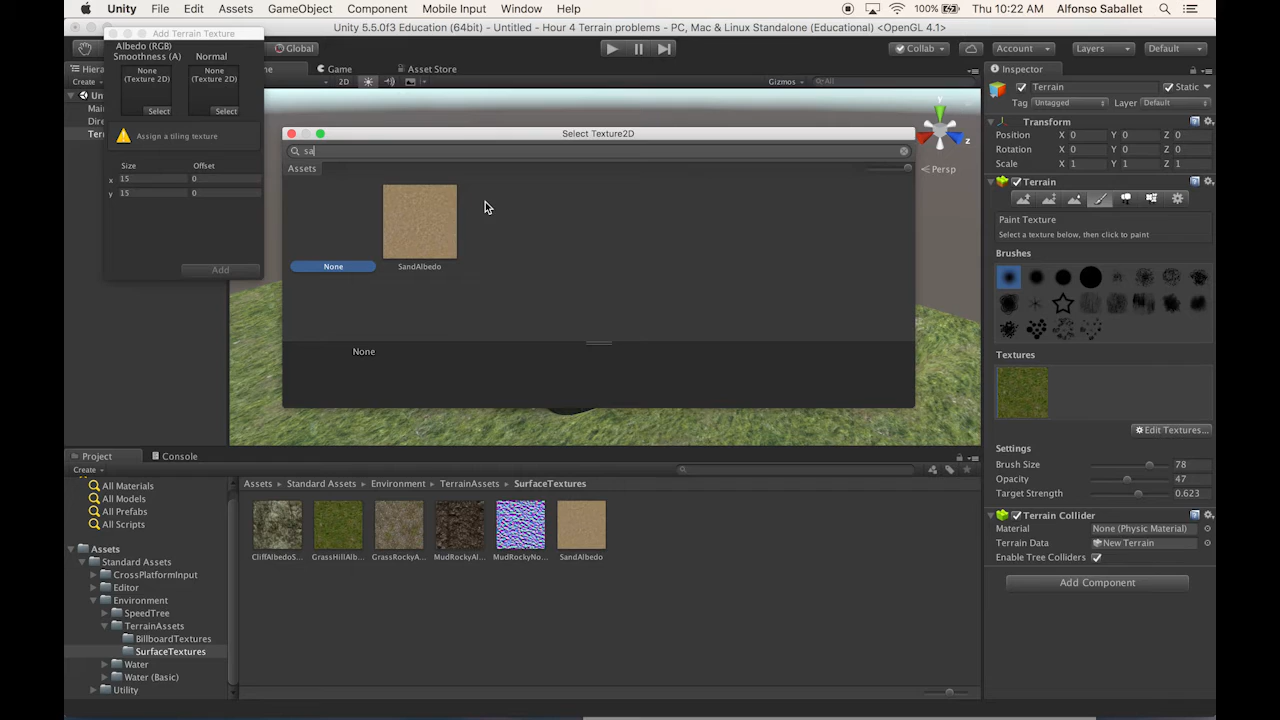 Unity File Edit Assets GameObject Component Mobile Input Window Help 100% Thu 10:22 AM Alfonso Saballet
Unity 5.5.0f3 Education (64bit) - Untitled - Hour 4 Terrain problems - PC, Mac & Linux Standalone (Educational) <OpenGL 4.1>
Add Terrain Texture
Albedo (RGB)
Smoothness (A) Normal
None
(Texture 2D)
None
(Texture 2D)
Select Select
Assign a tiling texture
Size Offset
x 15 0
y 15 0
Add
Global
Collab Account Layers Default
Hiera
Create
Game Asset Store
2D Gizmos All
Un
Main
Dire
Terr
Select Texture2D
sa
Assets
None SandAlbedo
None
y
z
Persp
Inspector
Terrain Static
Tag Untagged Layer Default
Transform
Position X 0 Y 0 Z 0
Rotation X 0 Y 0 Z 0
Scale X 1 Y 1 Z 1
Terrain
Paint Texture
Select a texture below, then click to paint
Brushes
Textures
Edit Textures...
Settings
Brush Size 78
Opacity 47
Target Strength 0.623
Terrain Collider
Material None (Physic Material)
Terrain Data New Terrain
Enable Tree Colliders
Add Component
Project Console
Create
All Materials
All Models
All Prefabs
All Scripts
Assets
Standard Assets
CrossPlatformInput
Editor
Environment
SpeedTree
TerrainAssets
BillboardTextures
SurfaceTextures
Water
Water (Basic)
Utility
Assets Standard Assets Environment TerrainAssets SurfaceTextures
CliffAlbedoS... GrassHillAlb... GrassRockyA... MudRockyAl... MudRockyNo... SandAlbedo